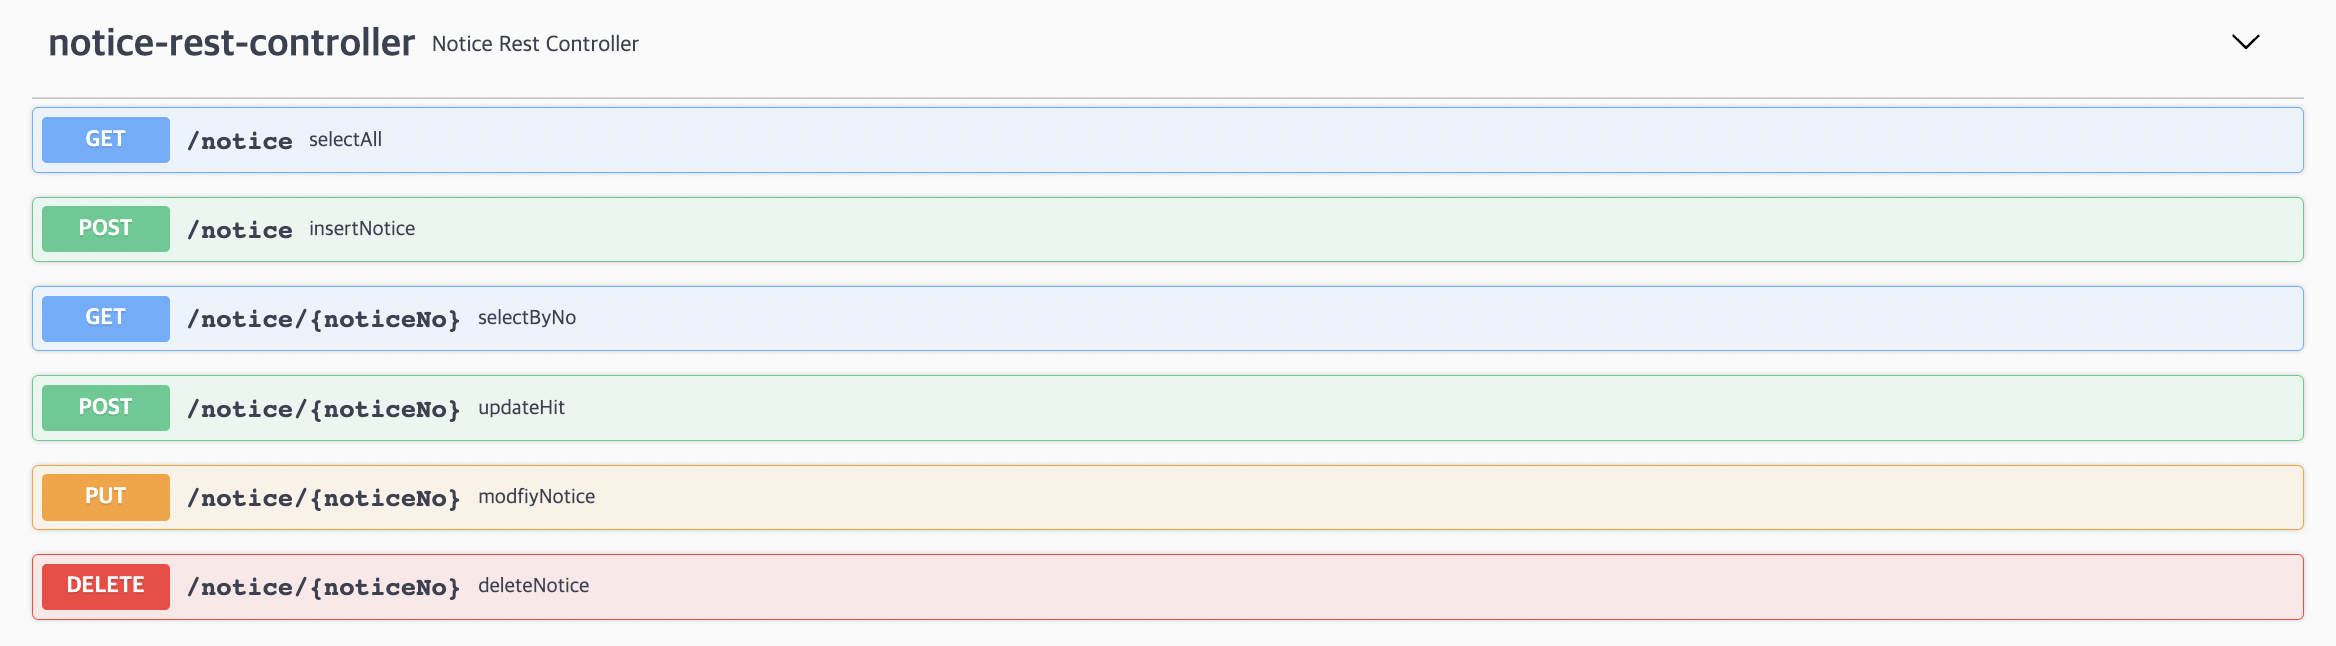 notice-rest-controller Notice Rest Controller
GET /notice selectAll
POST /notice insertNotice
GET /notice/{noticeNo} selectByNo
POST /notice/{noticeNo} updateHit
PUT /notice/{noticeNo} modfiyNotice
DELETE /notice/{noticeNo} deleteNotice